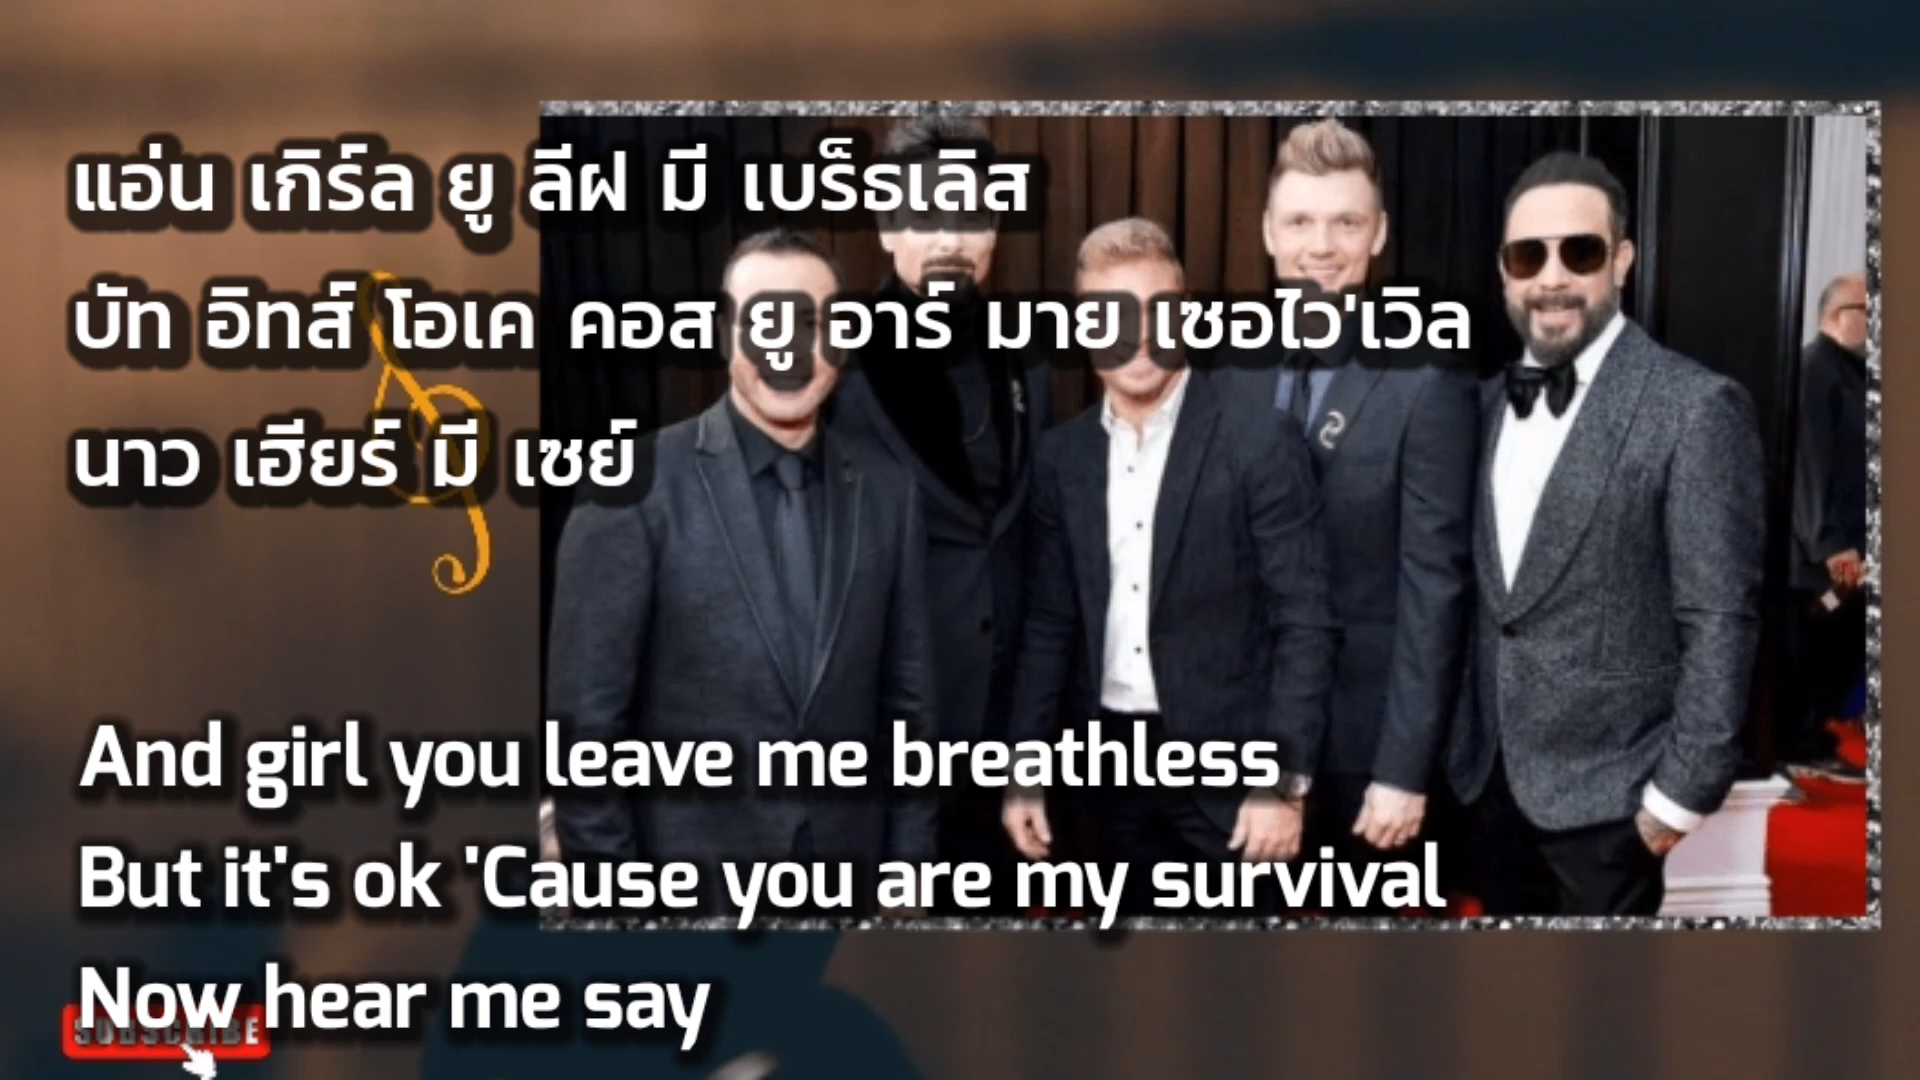 แอ่น เกิร์ล ยู ลีฝ มี เบร็ธเลิส
บัท อิทส์ โอเค คอส ยู อาร์ มาย เซอไว'เวิล
นาว เฮียร์ มี เซย์
And girl you leave me breathless
But it's ok 'Cause you are my survival
Now hear me say
SUBSCRIBE